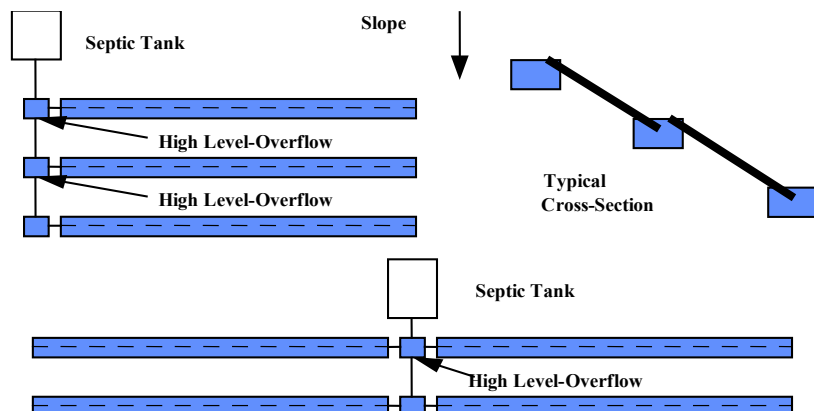 Septic Tank
Slope
High Level-Overflow
High Level-Overflow
Typical
Cross-Section
Septic Tank
High Level-Overflow